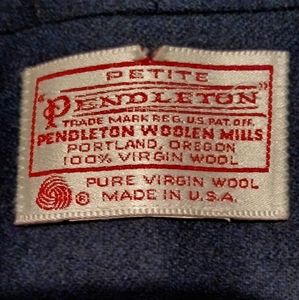 PETITE
"PENDLETON"
TRADE MARK REG. U.S. PAT. OFF.
PENDLETON WOOLEN MILLS
PORTLAND, OREGON
100% VIRGIN WOOL
PURE VIRGIN WOOL
® MADE IN U.S.A.